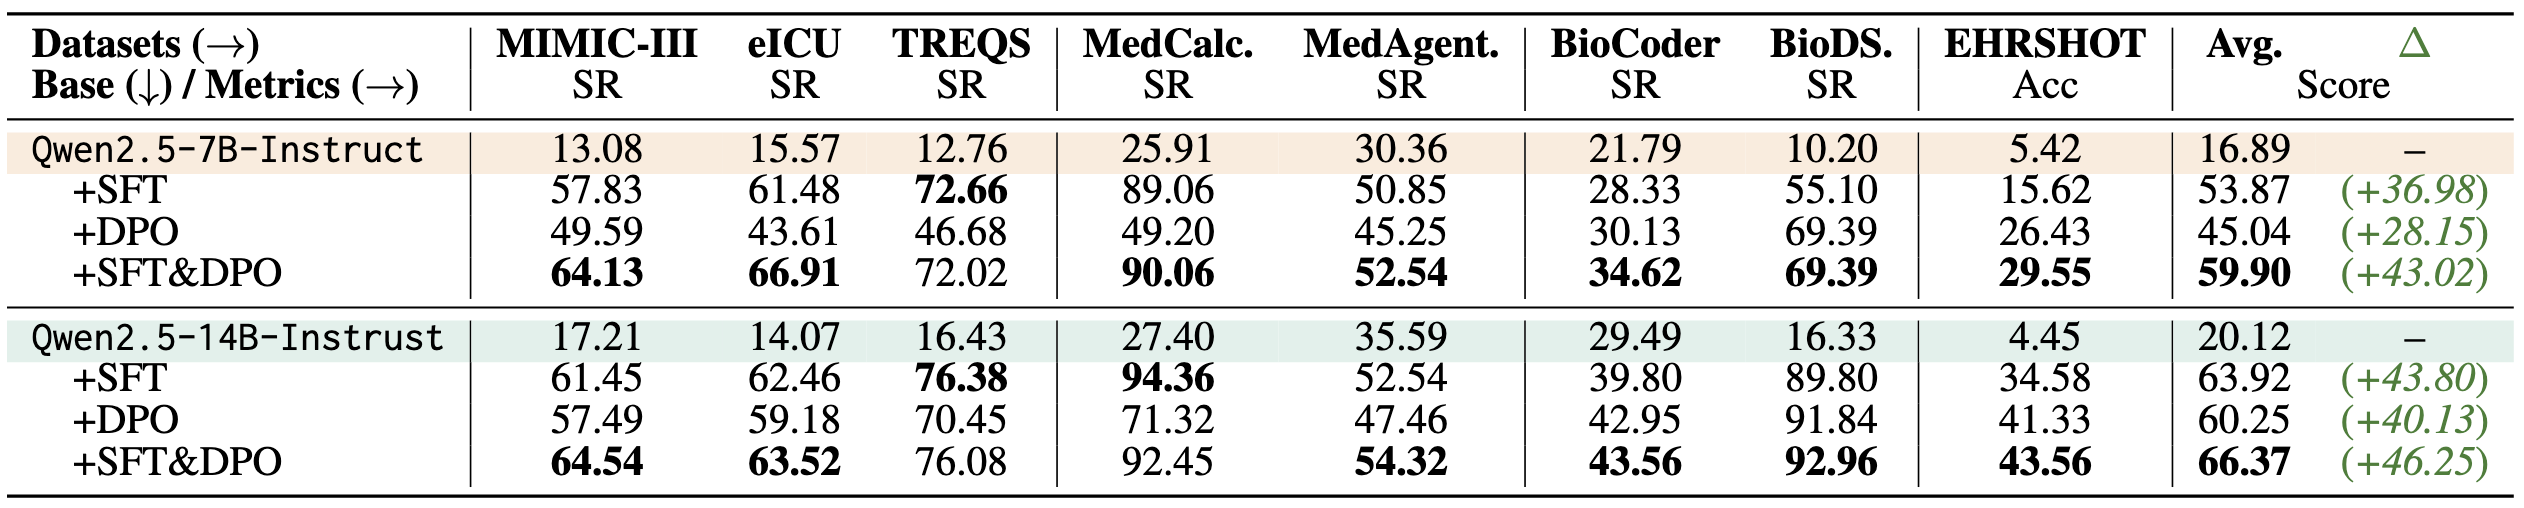 Datasets (→) MIMIC-III eICU TREQS MedCalc. MedAgent. BioCoder BioDS. EHRSHOT Avg. Δ
Base (↓) / Metrics (→) SR SR SR SR SR SR SR Acc Score
Qwen2.5-7B-Instruct 13.08 15.57 12.76 25.91 30.36 21.79 10.20 5.42 16.89 –
+SFT 57.83 61.48 72.66 89.06 50.85 28.33 55.10 15.62 53.87 (+36.98)
+DPO 49.59 43.61 46.68 49.20 45.25 30.13 69.39 26.43 45.04 (+28.15)
+SFT&DPO 64.13 66.91 72.02 90.06 52.54 34.62 69.39 29.55 59.90 (+43.02)
Qwen2.5-14B-Instrust 17.21 14.07 16.43 27.40 35.59 29.49 16.33 4.45 20.12 –
+SFT 61.45 62.46 76.38 94.36 52.54 39.80 89.80 34.58 63.92 (+43.80)
+DPO 57.49 59.18 70.45 71.32 47.46 42.95 91.84 41.33 60.25 (+40.13)
+SFT&DPO 64.54 63.52 76.08 92.45 54.32 43.56 92.96 43.56 66.37 (+46.25)